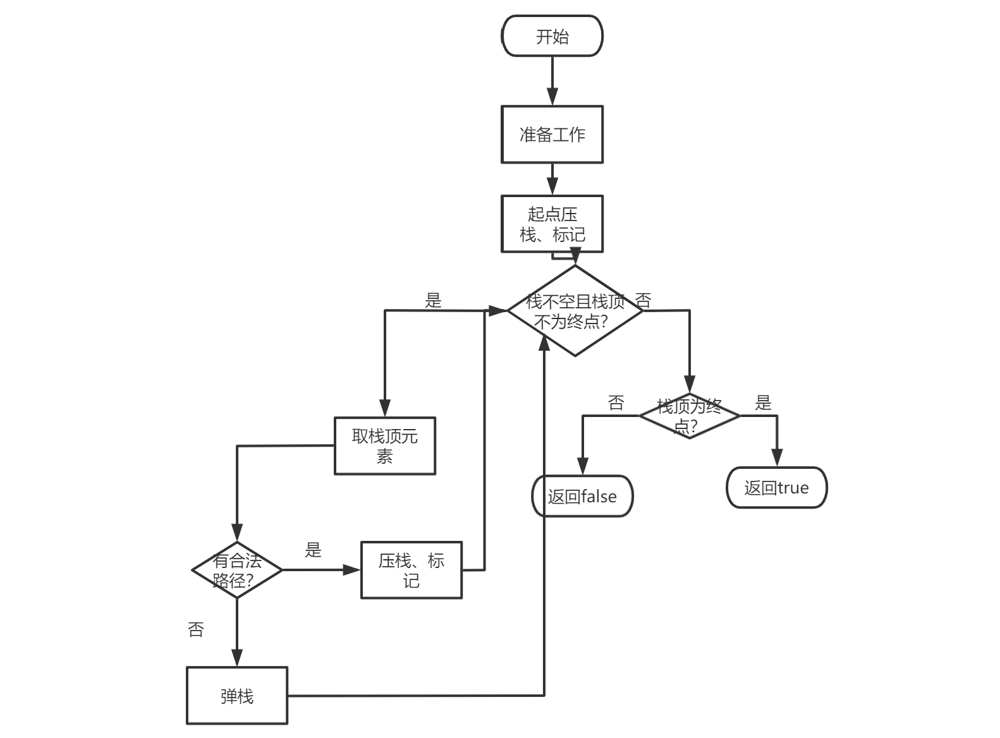 开始
准备工作
起点压
栈、标记
是
栈不空且栈顶
不为终点?
否
否
栈顶为终
点?
是
取栈顶元
素
返回false
返回true
有合法
路径?
是
压栈、标
记
否
弹栈